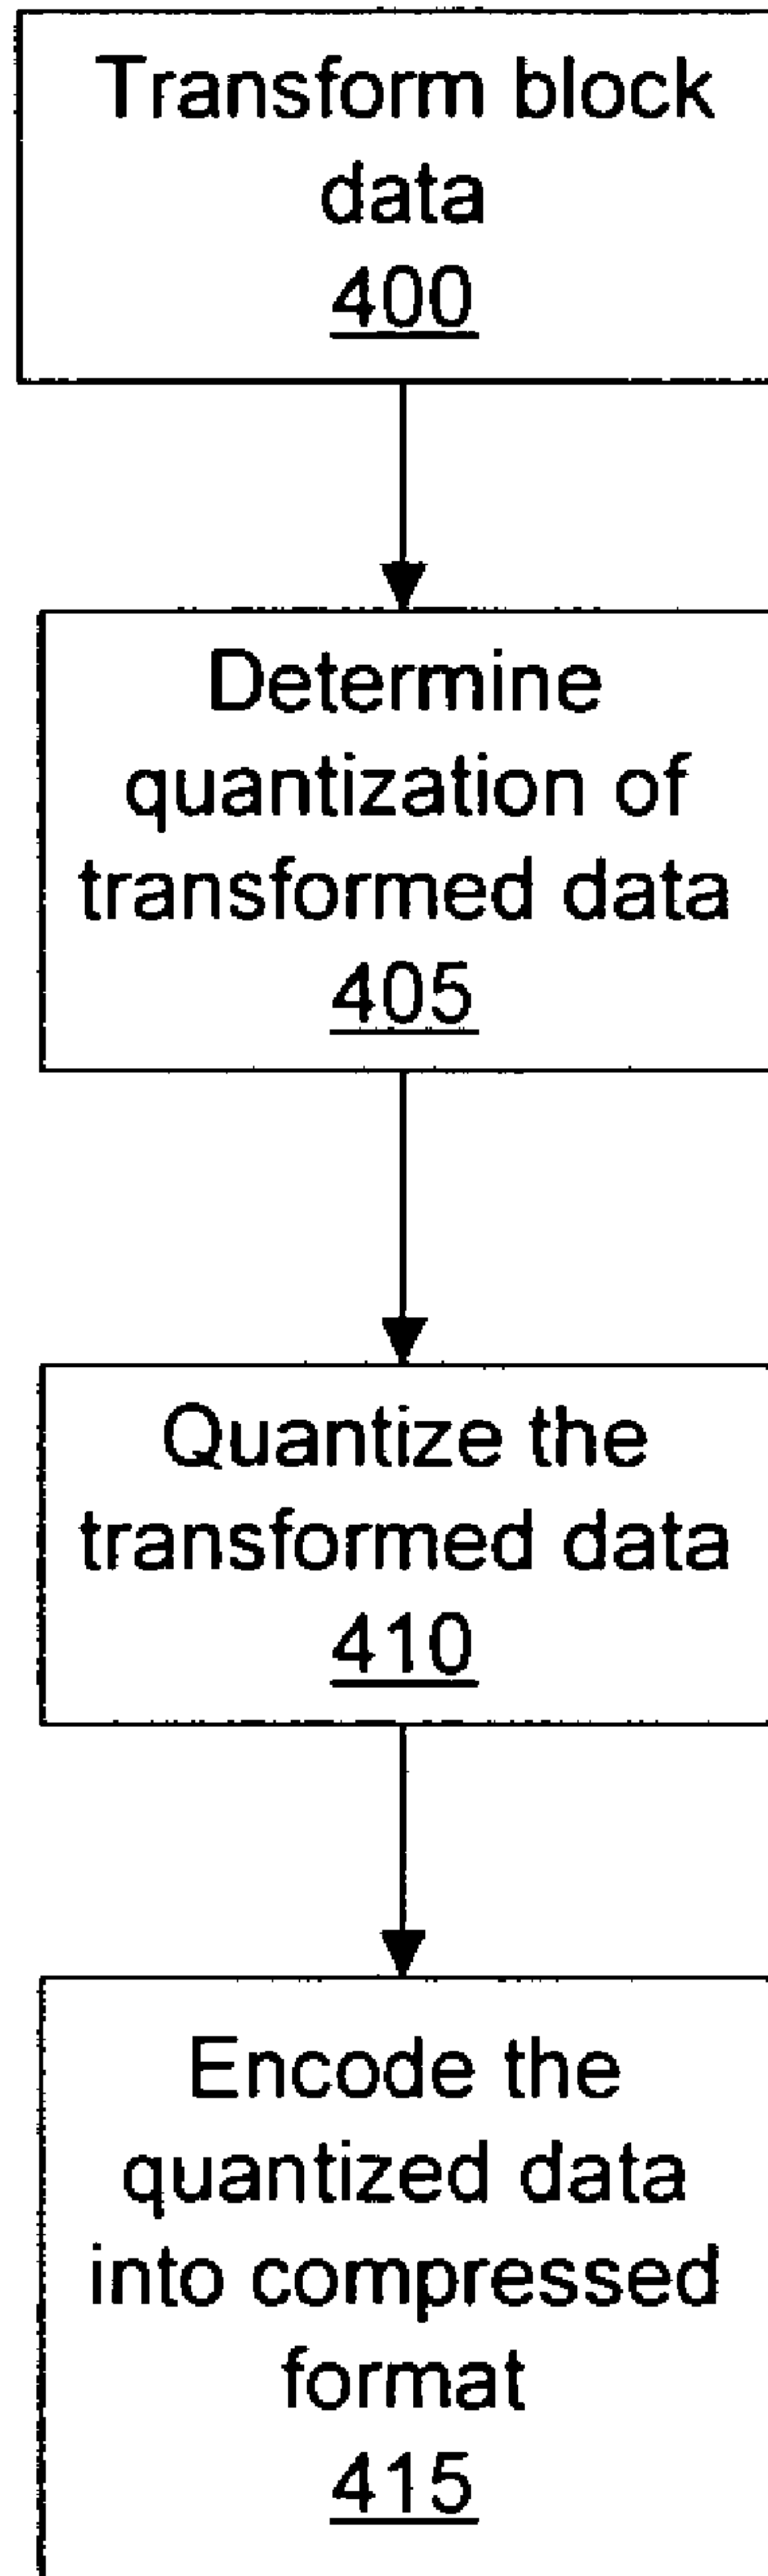 Transform block
data
400
Determine
quantization of
transformed data
405
Quantize the
transformed data
410
Encode the
quantized data
into compressed
format
415